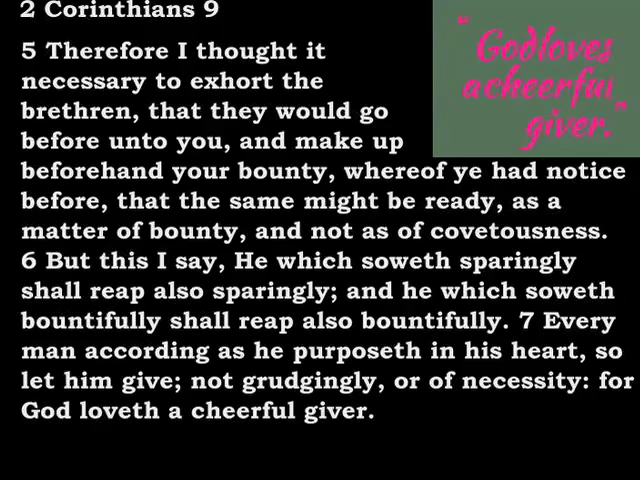 2 Corinthians 9
5 Therefore I thought it
necessary to exhort the
brethren, that they would go
before unto you, and make up
beforehand your bounty, whereof ye had notice
before, that the same might be ready, as a
matter of bounty, and not as of covetousness.
6 But this I say, He which soweth sparingly
shall reap also sparingly; and he which soweth
bountifully shall reap also bountifully. 7 Every
man according as he purposeth in his heart, so
let him give; not grudgingly, or of necessity: for
God loveth a cheerful giver.
"God loves
a cheerful
giver."